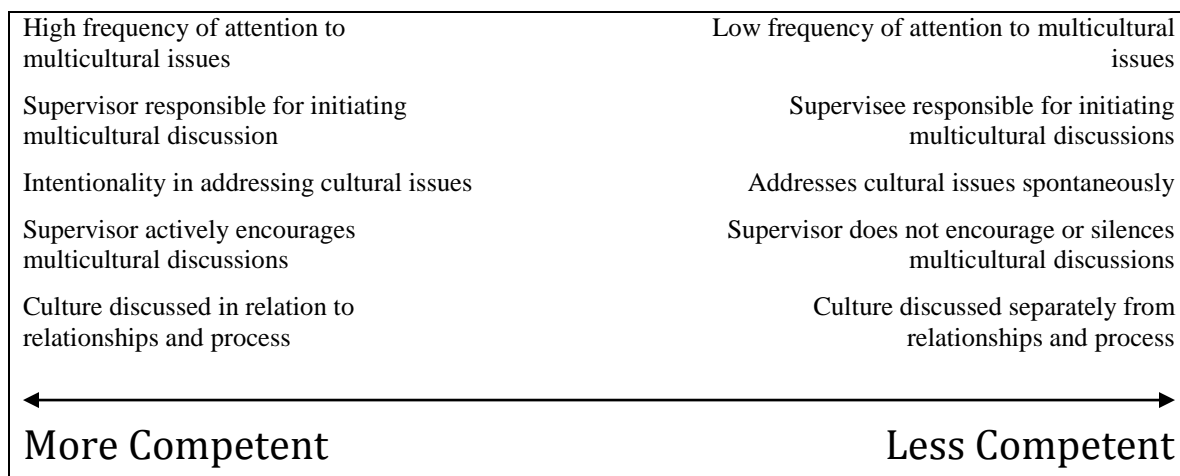 High frequency of attention to
multicultural issues
Low frequency of attention to multicultural
issues
Supervisor responsible for initiating
multicultural discussion
Supervisee responsible for initiating
multicultural discussions
Intentionality in addressing cultural issues
Addresses cultural issues spontaneously
Supervisor actively encourages
multicultural discussions
Supervisor does not encourage or silences
multicultural discussions
Culture discussed in relation to
relationships and process
Culture discussed separately from
relationships and process
More Competent
Less Competent